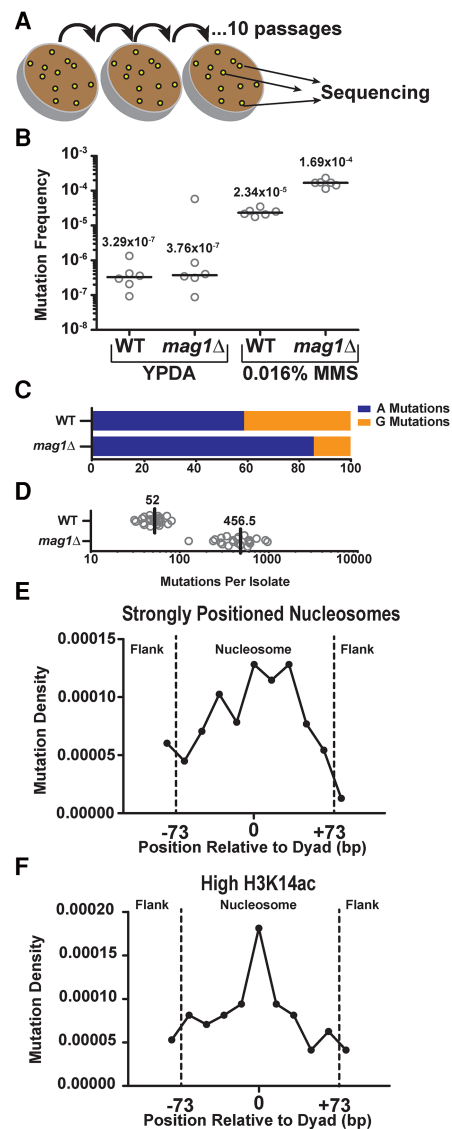 A
...10 passages
Sequencing
B
Mutation Frequency
10-3
10-4
10-5
10-6
10-7
10-8
3.29x10-7
3.76x10-7
2.34x10-5
1.69x10-4
WT
mag1Δ
WT
mag1Δ
YPDA
0.016% MMS
C
A Mutations
G Mutations
WT
mag1Δ
0
20
40
60
80
100
D
52
456.5
WT
mag1Δ
10
100
1000
10000
Mutations Per Isolate
E
Strongly Positioned Nucleosomes
Flank
Nucleosome
Flank
Mutation Density
0.00015
0.00010
0.00005
0.00000
-73
0
+73
Position Relative to Dyad (bp)
F
High H3K14ac
Flank
Nucleosome
Flank
Mutation Density
0.00020
0.00015
0.00010
0.00005
0.00000
-73
0
+73
Position Relative to Dyad (bp)